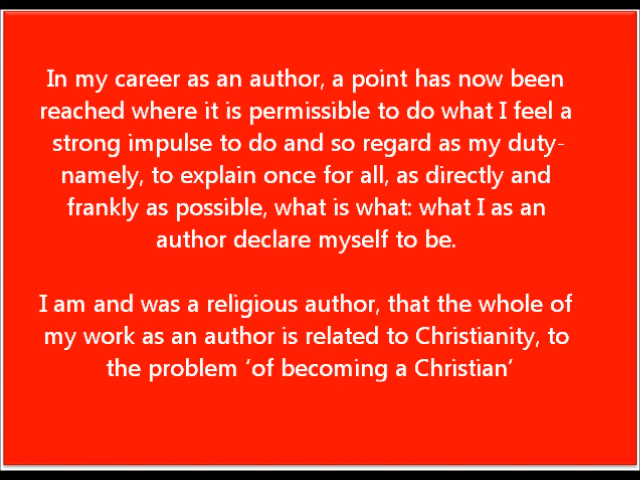 In my career as an author, a point has now been
reached where it is permissible to do what I feel a
strong impulse to do and so regard as my duty-
namely, to explain once for all, as directly and
frankly as possible, what is what: what I as an
author declare myself to be.
I am and was a religious author, that the whole of
my work as an author is related to Christianity, to
the problem ‘of becoming a Christian’